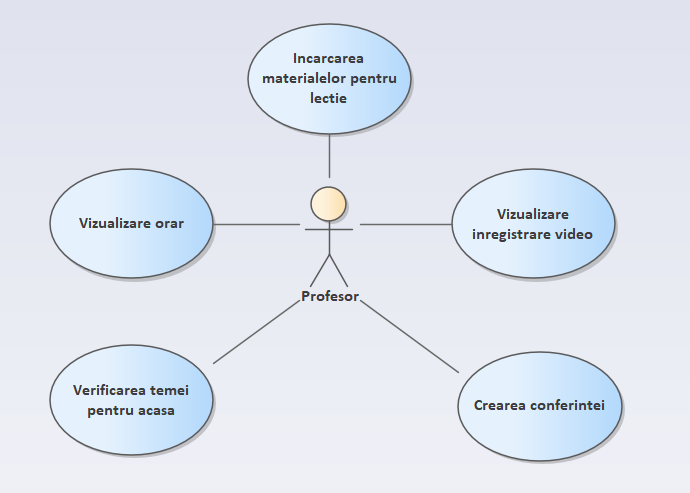 Incarcarea
materialelor pentru
lectie
Vizualizare orar
Vizualizare
inregistrare video
Profesor
Verificarea temei
pentru acasa
Crearea conferintei